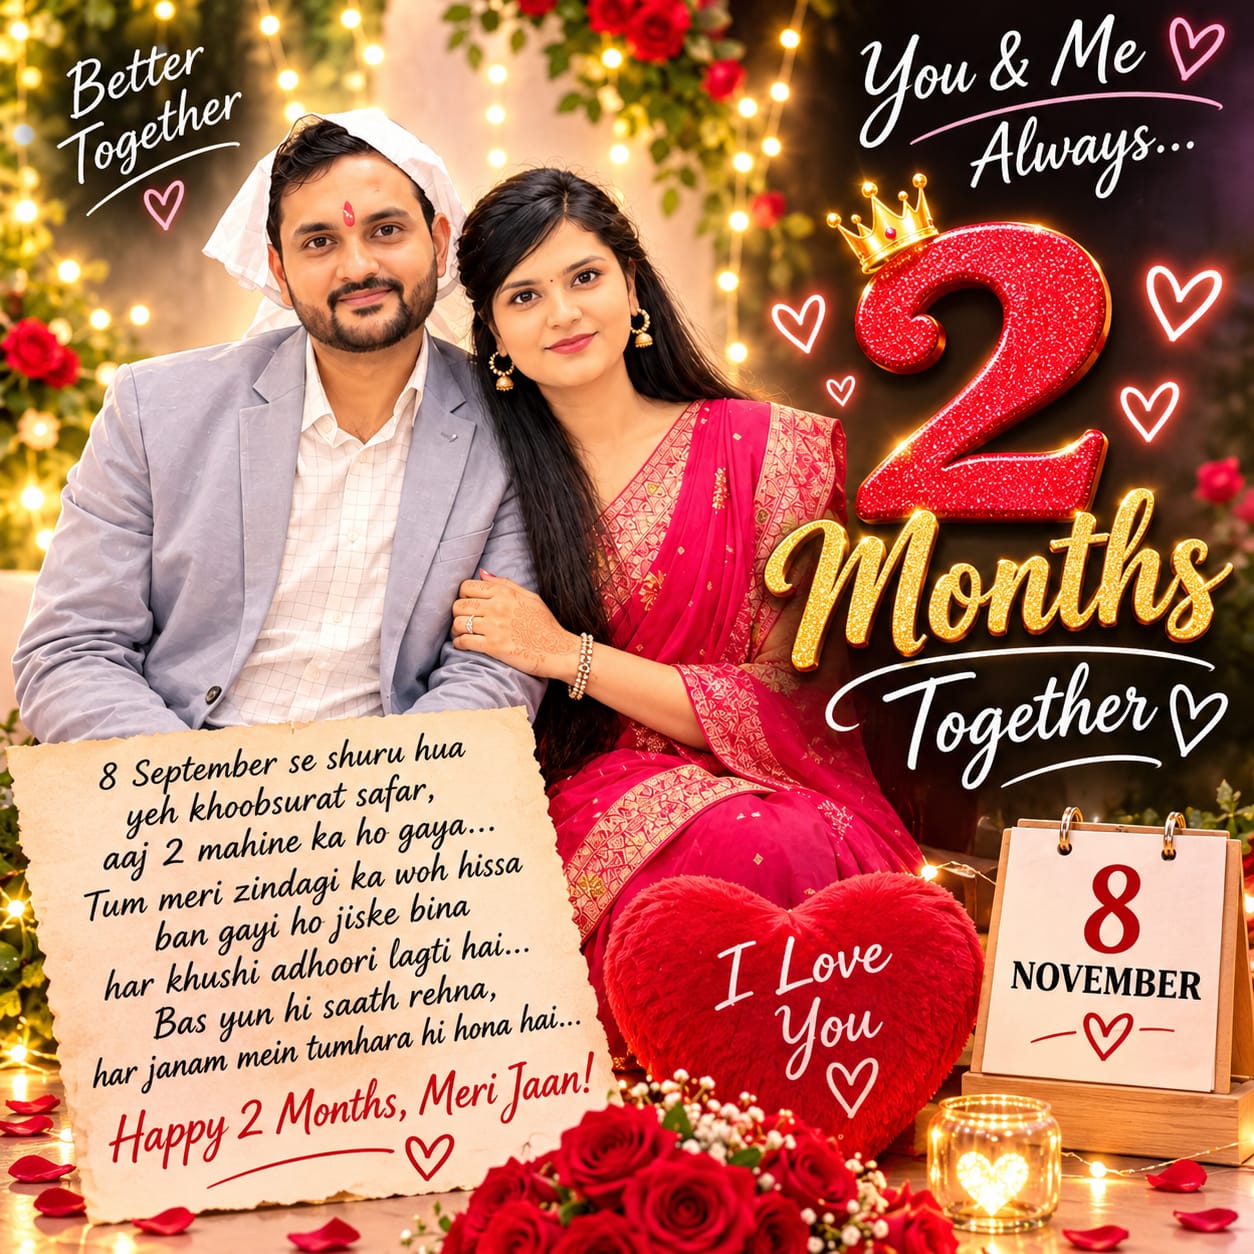 Better
Together
You & Me
Always...
2
Months
Together
8 September se shuru hua
yeh khoobsurat safar,
aaj 2 mahine ka ho gaya...
Tum meri zindagi ka woh hissa
ban gayi ho jiske bina
har khushi adhoori lagti hai...
Bas yun hi saath rehna,
har janam mein tumhara hi hona hai...
Happy 2 Months, Meri Jaan!
I Love
You
8
NOVEMBER